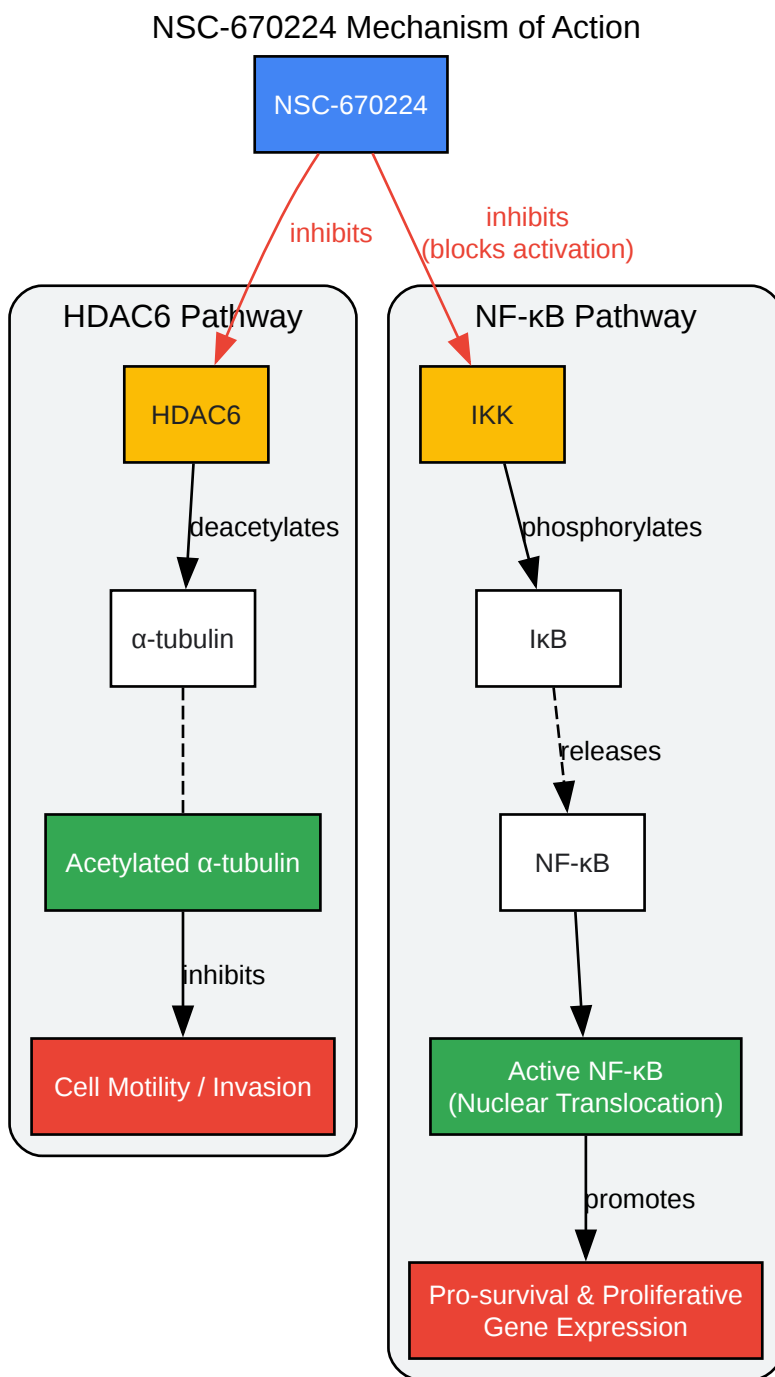 NSC-670224 Mechanism of Action
NSC-670224
inhibits
inhibits
(blocks activation)
HDAC6 Pathway
HDAC6
deacetylates
α-tubulin
Acetylated α-tubulin
inhibits
Cell Motility / Invasion
NF-κB Pathway
IKK
phosphorylates
IκB
releases
NF-κB
Active NF-κB
(Nuclear Translocation)
promotes
Pro-survival & Proliferative
Gene Expression